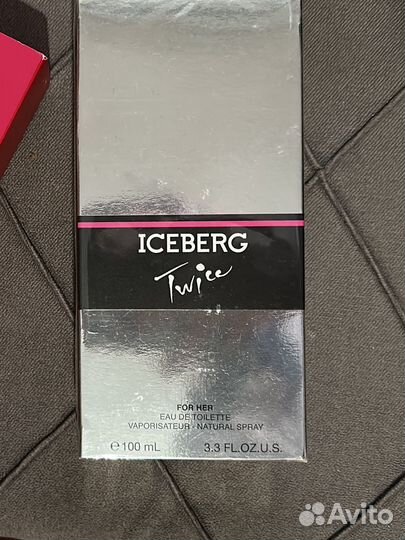 ICEBERG
Twice
FOR HER
EAU DE TOILETTE
VAPORISATEUR - NATURAL SPRAY
℮ 100 mL 3.3 FL.OZ.U.S.
Avito